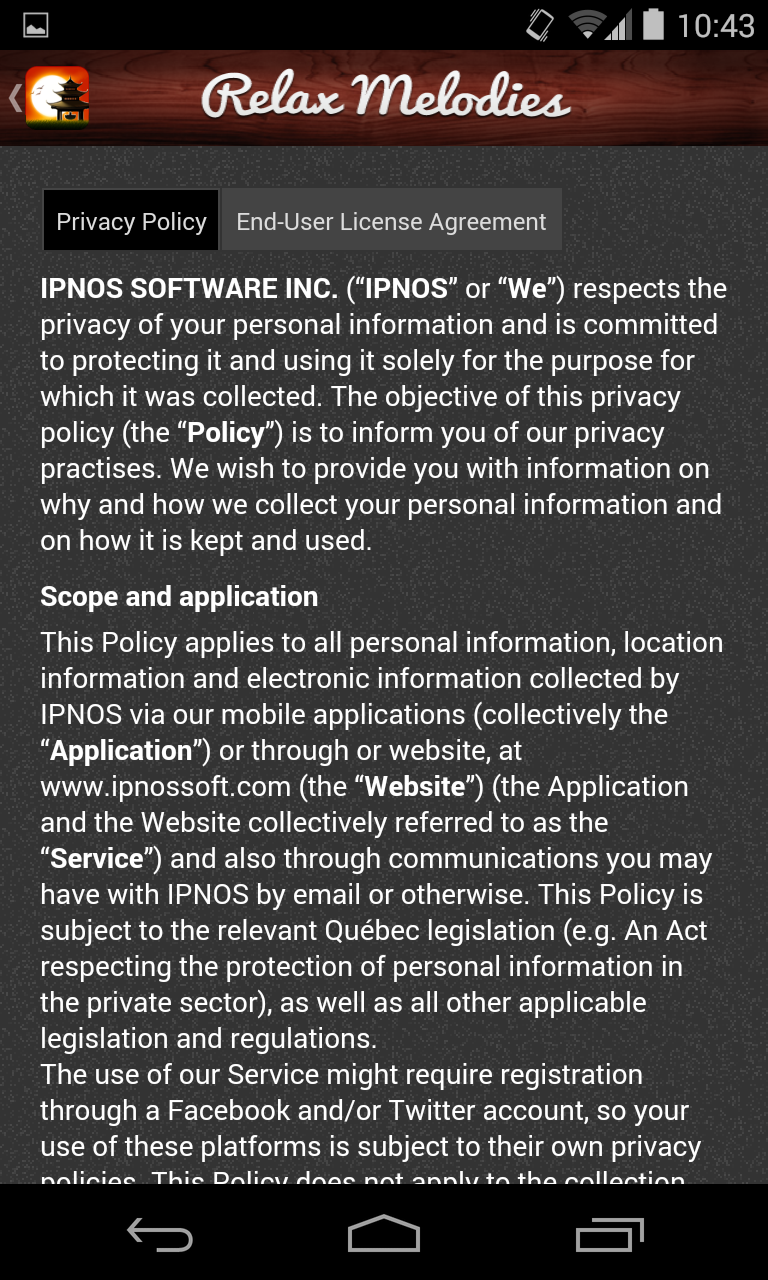 10:43
Relax Melodies
Privacy Policy
End-User License Agreement
IPNOS SOFTWARE INC. (“IPNOS” or “We”) respects the
privacy of your personal information and is committed
to protecting it and using it solely for the purpose for
which it was collected. The objective of this privacy
policy (the “Policy”) is to inform you of our privacy
practises. We wish to provide you with information on
why and how we collect your personal information and
on how it is kept and used.
Scope and application
This Policy applies to all personal information, location
information and electronic information collected by
IPNOS via our mobile applications (collectively the
“Application”) or through or website, at
www.ipnossoft.com (the “Website”) (the Application
and the Website collectively referred to as the
“Service”) and also through communications you may
have with IPNOS by email or otherwise. This Policy is
subject to the relevant Québec legislation (e.g. An Act
respecting the protection of personal information in
the private sector), as well as all other applicable
legislation and regulations.
The use of our Service might require registration
through a Facebook and/or Twitter account, so your
use of these platforms is subject to their own privacy
policies. This Policy does not apply to the collection